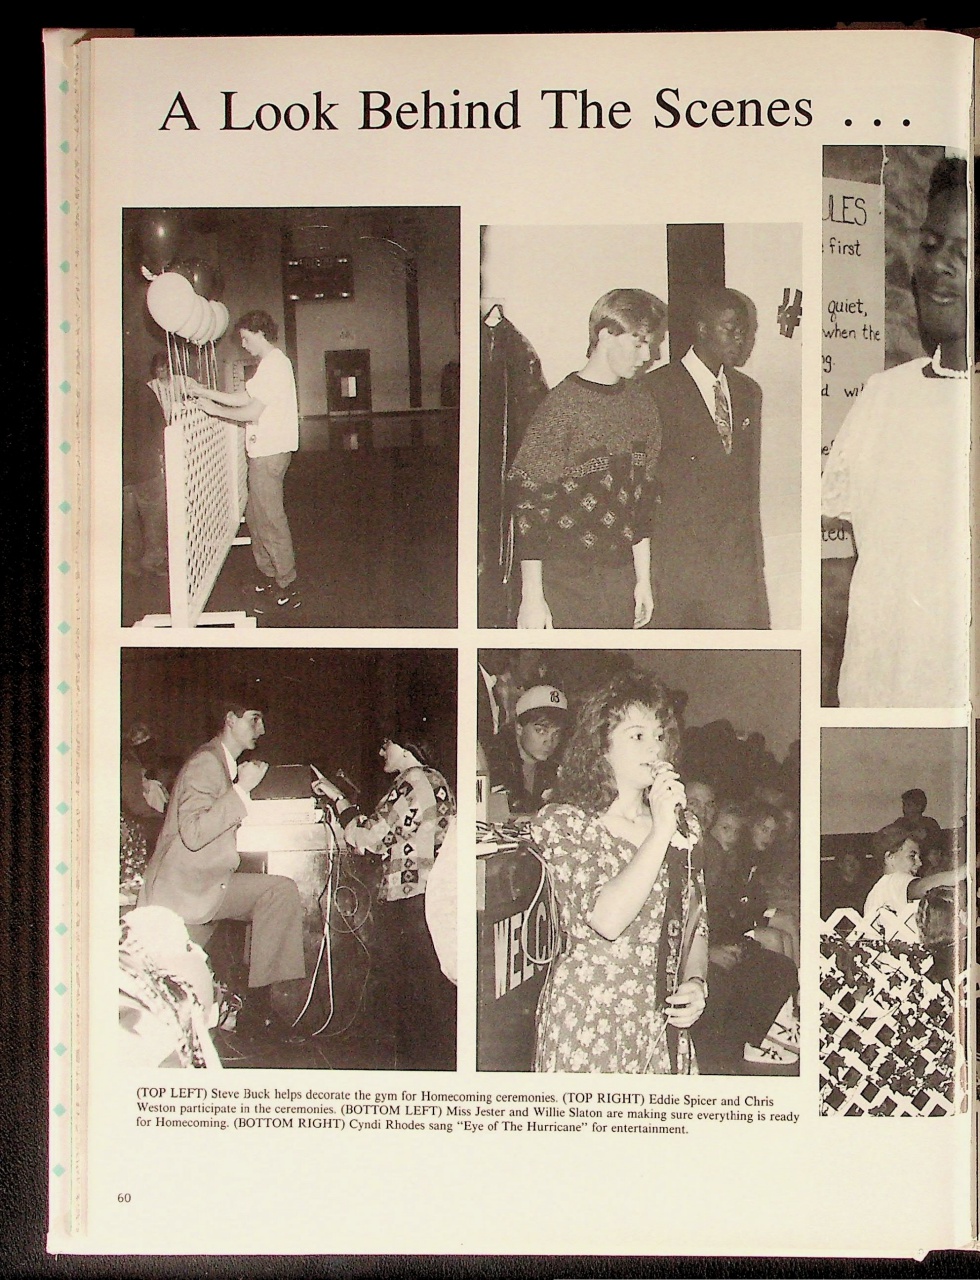 A Look Behind The Scenes . . .
ULES
first
quiet,
when the
g.
d wi
ted.
#
B
WELC
(TOP LEFT) Steve Buck helps decorate the gym for Homecoming ceremonies. (TOP RIGHT) Eddie Spicer and Chris
Weston participate in the ceremonies. (BOTTOM LEFT) Miss Jester and Willie Slaton are making sure everything is ready
for Homecoming. (BOTTOM RIGHT) Cyndi Rhodes sang "Eye of The Hurricane" for entertainment.
60